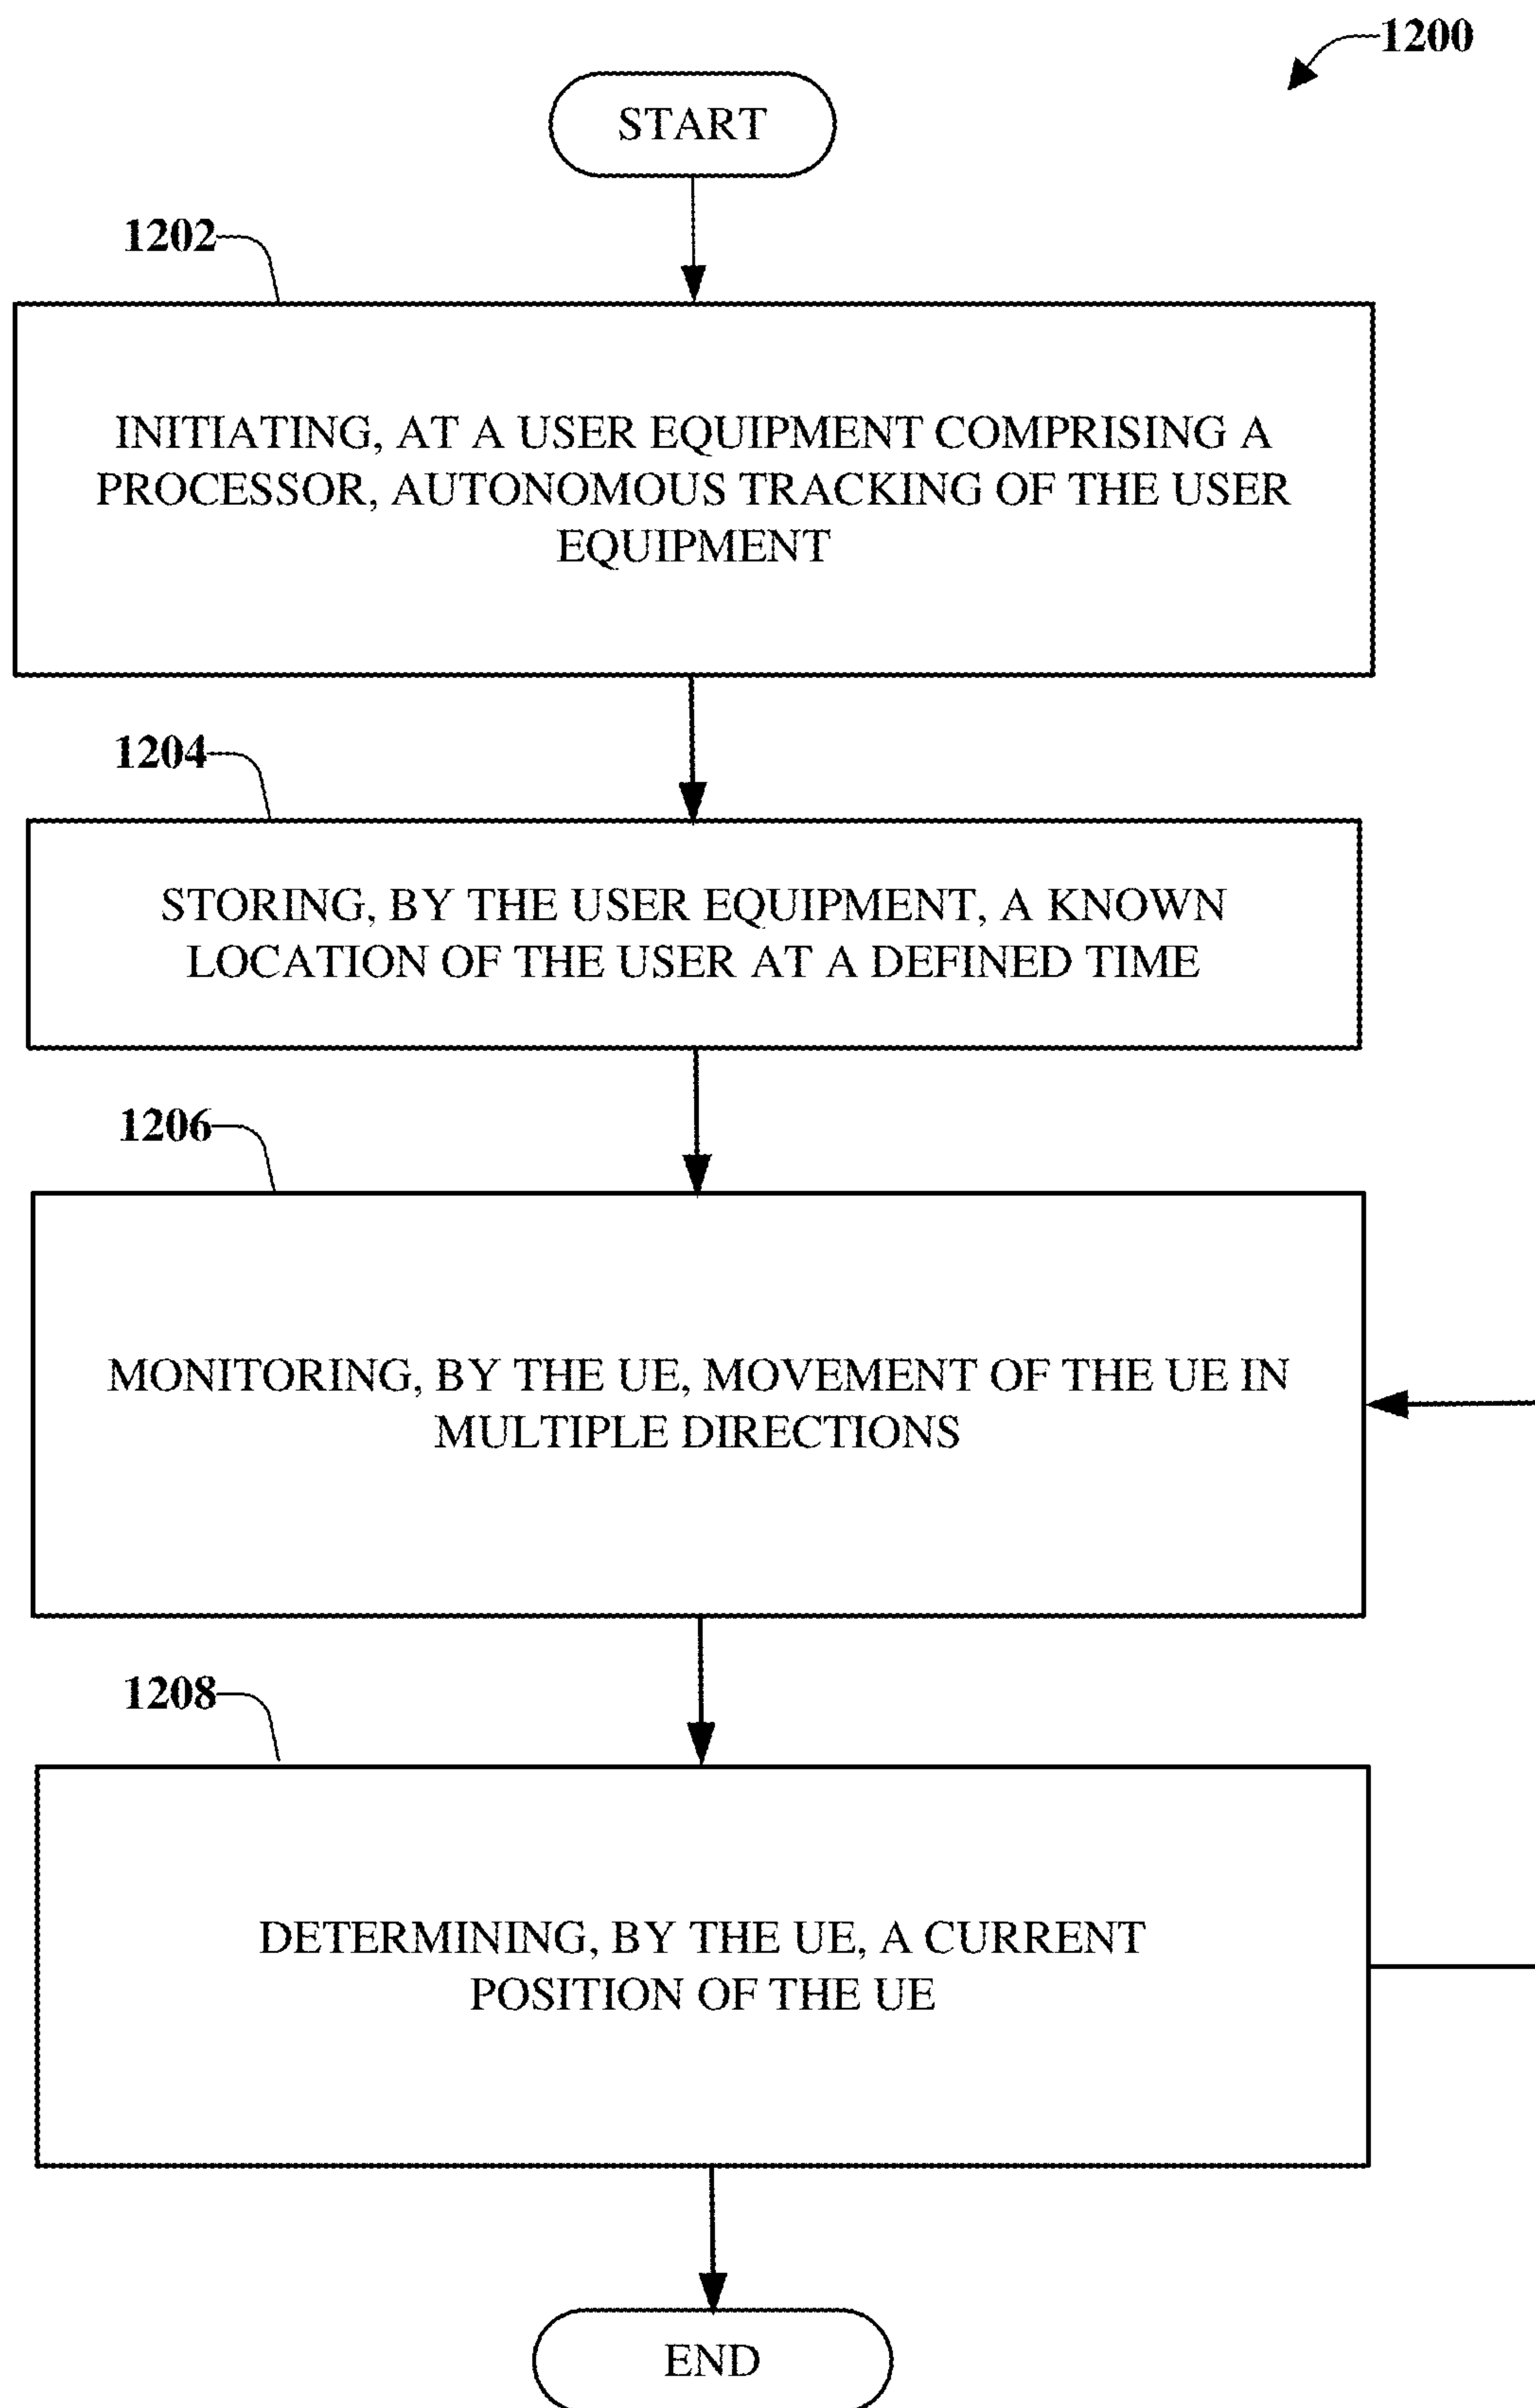 1200
START
1202
INITIATING, AT A USER EQUIPMENT COMPRISING A
PROCESSOR, AUTONOMOUS TRACKING OF THE USER
EQUIPMENT
1204
STORING, BY THE USER EQUIPMENT, A KNOWN
LOCATION OF THE USER AT A DEFINED TIME
1206
MONITORING, BY THE UE, MOVEMENT OF THE UE IN
MULTIPLE DIRECTIONS
1208
DETERMINING, BY THE UE, A CURRENT
POSITION OF THE UE
END